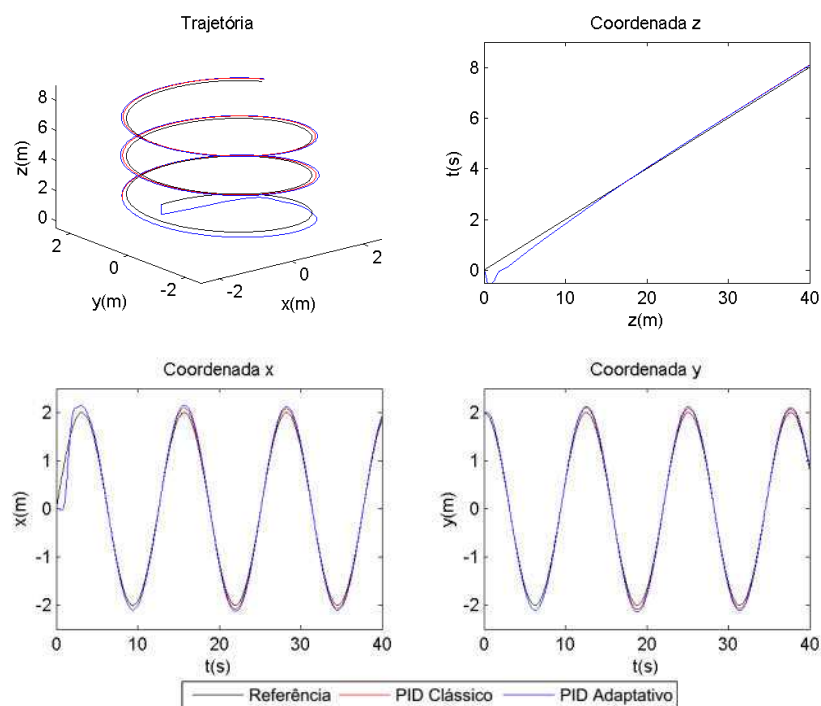 Trajetória
8
6
4
2
0
z(m)
2
0
-2
y(m)
-2
0
2
x(m)
Coordenada z
8
6
4
2
0
t(s)
0 10 20 30 40
z(m)
Coordenada x
2
1
0
-1
-2
x(m)
0 10 20 30 40
t(s)
Coordenada y
2
1
0
-1
-2
y(m)
0 10 20 30 40
t(s)
Referência PID Clássico PID Adaptativo